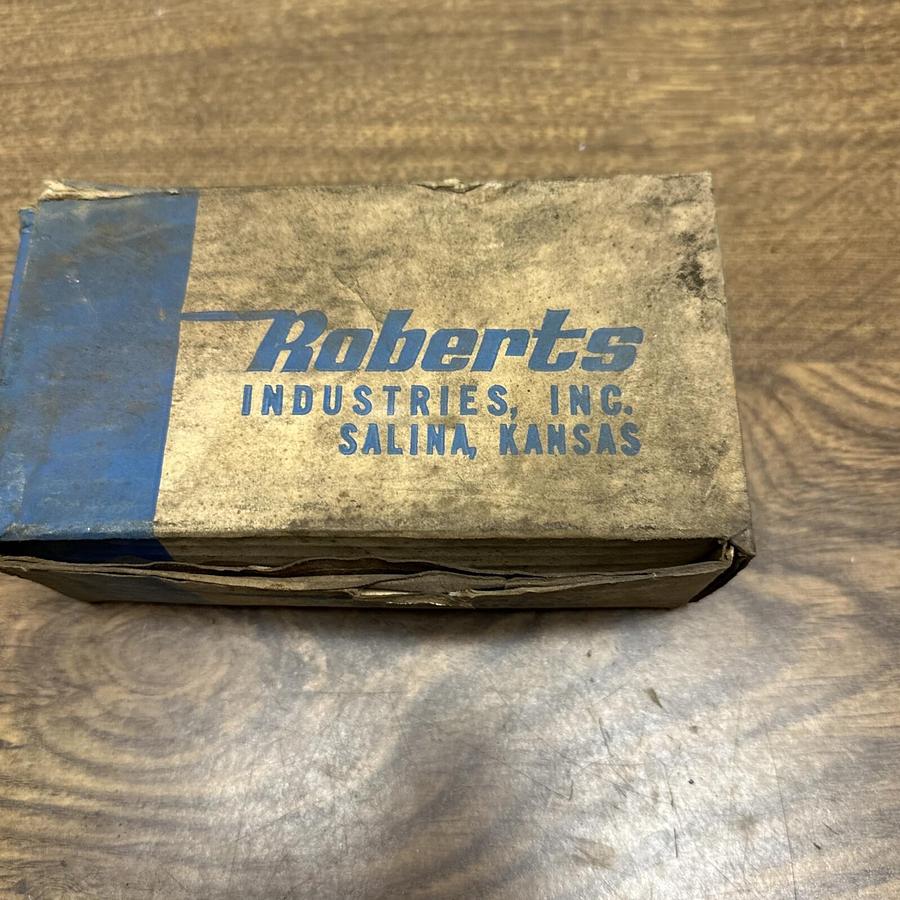 Roberts
INDUSTRIES, INC.
SALINA, KANSAS